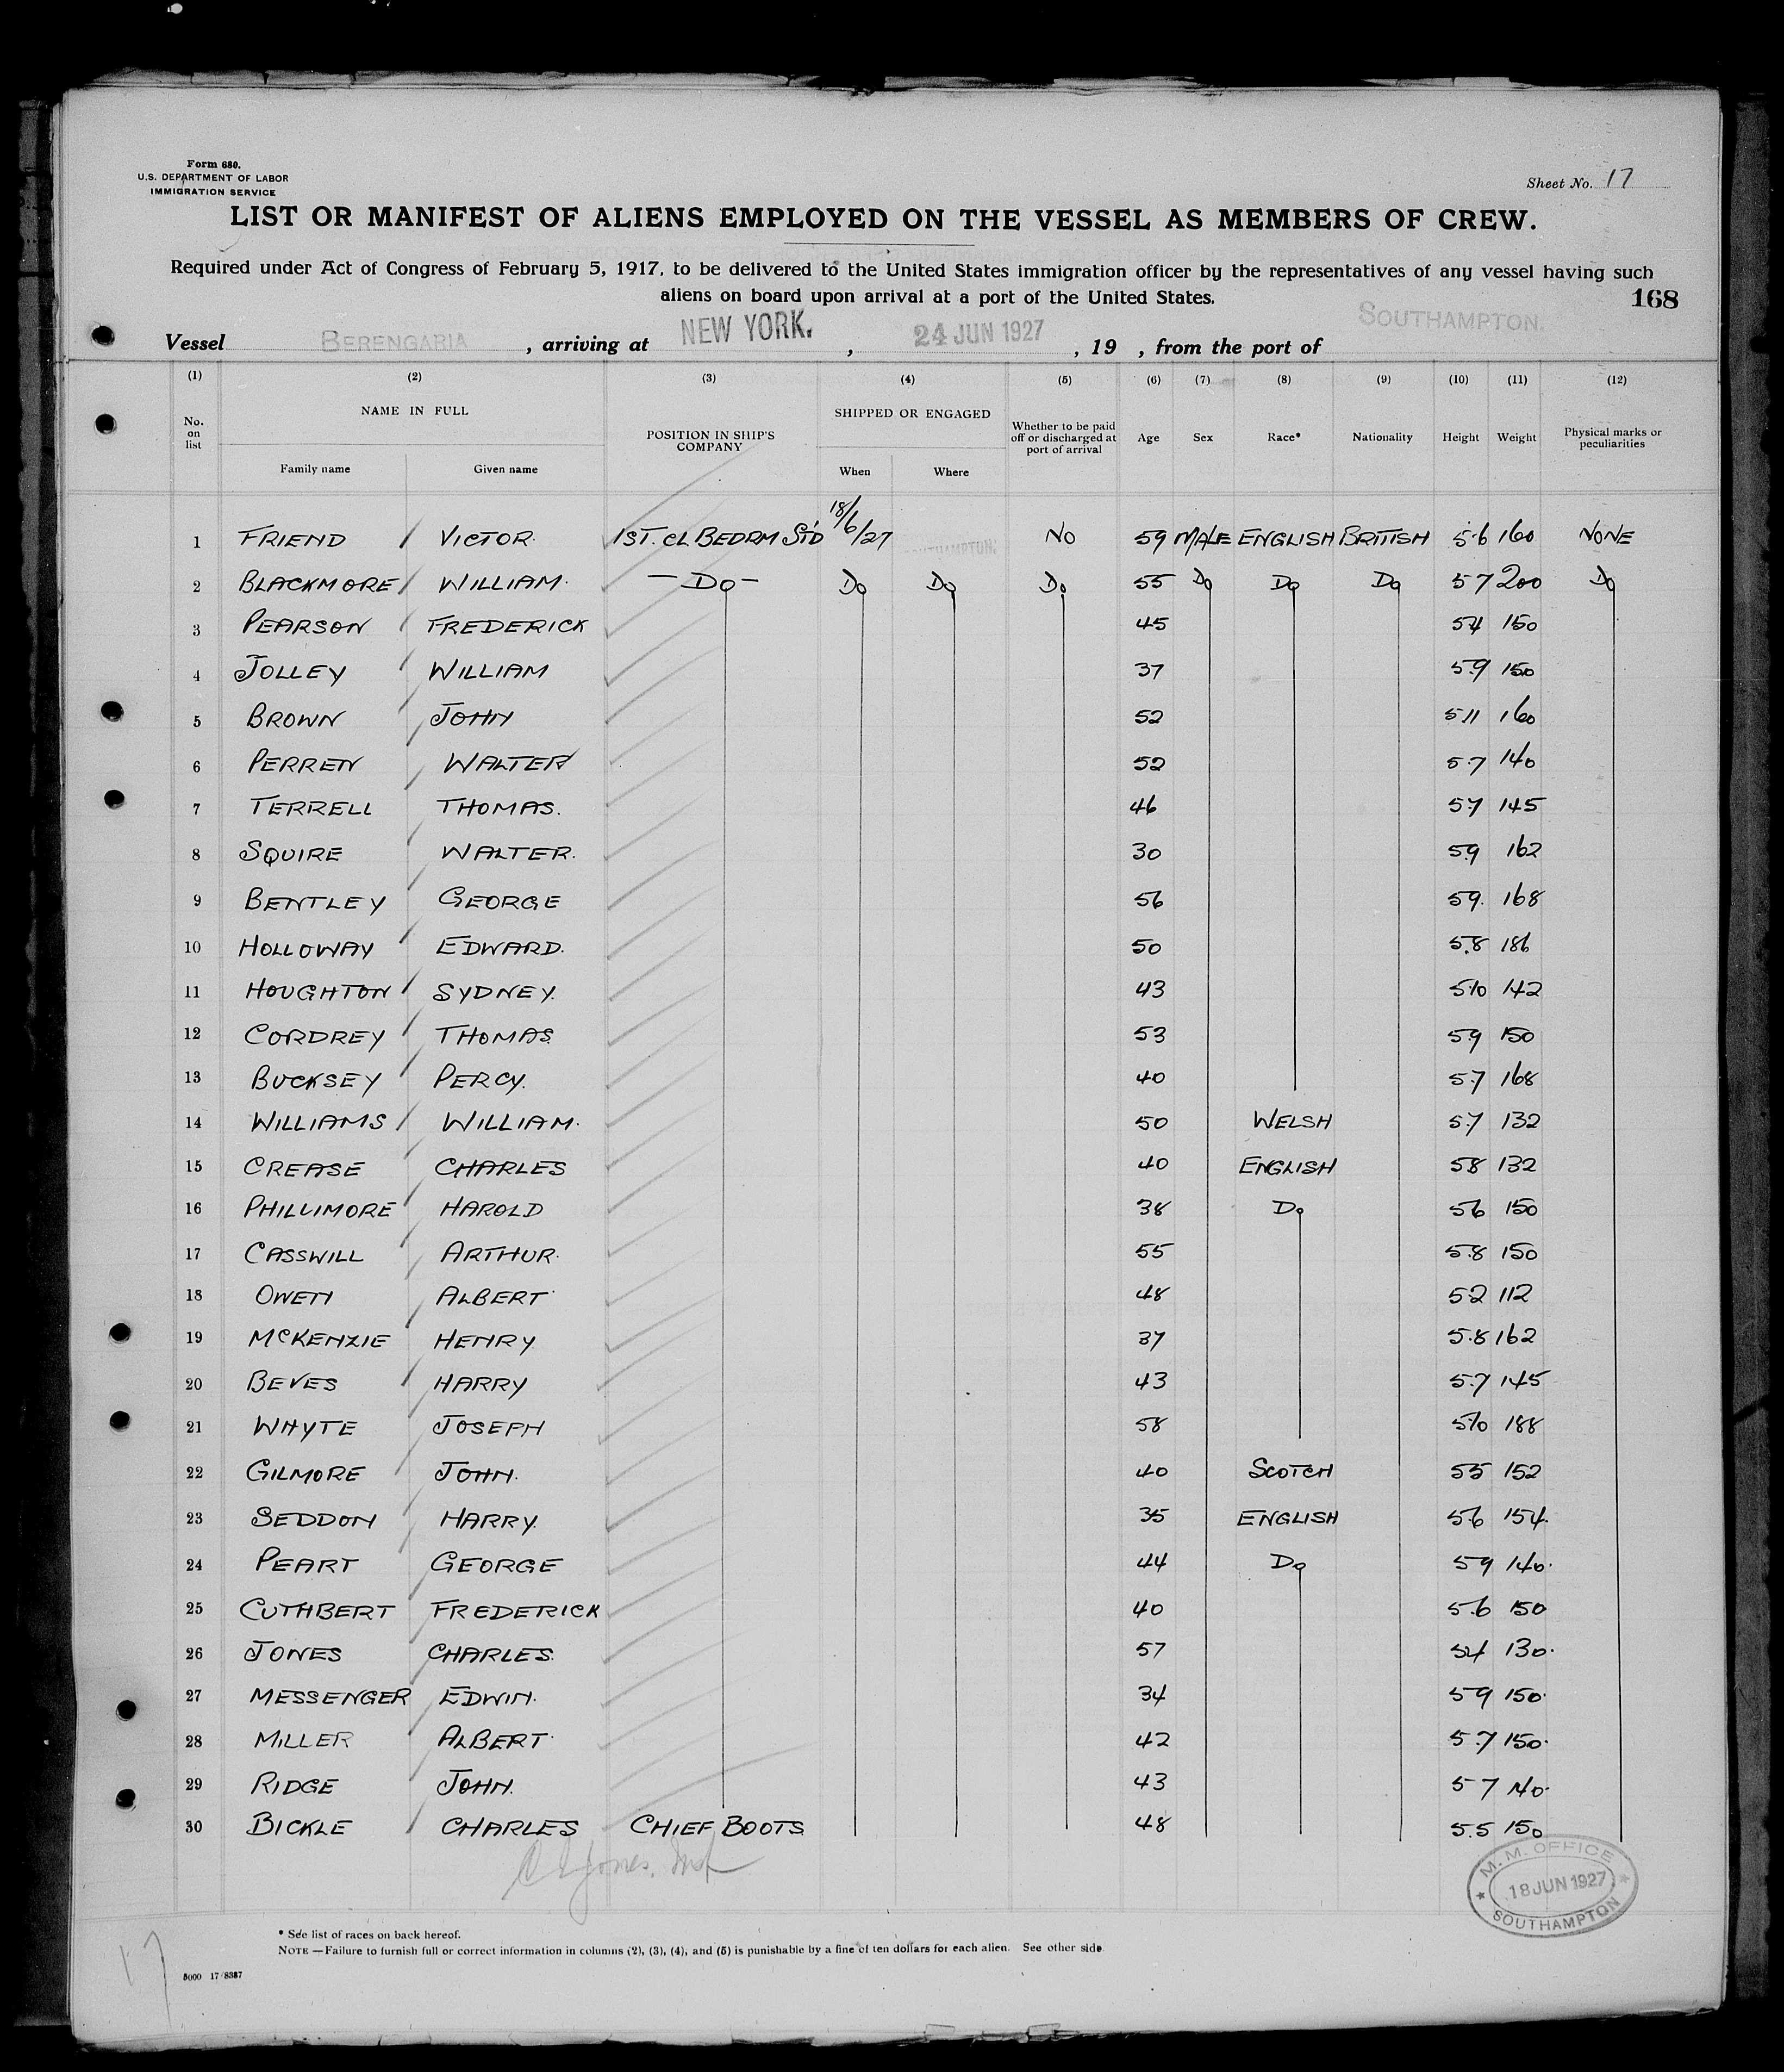 Form 680.
U.S. DEPARTMENT OF LABOR
IMMIGRATION SERVICE
Sheet No. 17
LIST OR MANIFEST OF ALIENS EMPLOYED ON THE VESSEL AS MEMBERS OF CREW.
Required under Act of Congress of February 5, 1917, to be delivered to the United States immigration officer by the representatives of any vessel having such
aliens on board upon arrival at a port of the United States.
168
Vessel BERENGARIA, arriving at NEW YORK., 24 JUN 1927, 19 , from the port of SOUTHAMPTON.
(1) (2) (3) (4) (5) (6) (7) (8) (9) (10) (11) (12)
No. on list NAME IN FULL POSITION IN SHIP'S COMPANY SHIPPED OR ENGAGED Whether to be paid off or discharged at port of arrival Age Sex Race* Nationality Height Weight Physical marks or peculiarities
Family name Given name When Where
1 FRIEND VICTOR. 1ST. CL BEDRM STD 18/6/27 SOUTHAMPTON. NO 59 MALE ENGLISH BRITISH 5.6 160 NONE
2 BLACKMORE WILLIAM. - DO - DO DO DO 55 DO DO DO 5 7 200 DO
3 PEARSON FREDERICK 45 54 150
4 JOLLEY WILLIAM 37 5.9 150
5 BROWN JOHN 52 5 11 160
6 PERREN WALTER 52 5.7 140
7 TERRELL THOMAS. 46 5.7 145
8 SQUIRE WALTER. 30 5.9 162
9 BENTLEY GEORGE 56 59. 168
10 HOLLOWAY EDWARD. 50 5.8 186
11 HOUGHTON SYDNEY. 43 5.10 142
12 CORDREY THOMAS. 53 59 150
13 BUCKSEY PERCY. 40 5.7 168
14 WILLIAMS WILLIAM. 50 WELSH 5.7 132
15 CREASE CHARLES 40 ENGLISH 58 132
16 PHILLIMORE HAROLD 38 DO 56 150
17 CASSWILL ARTHUR. 55 5.8 150
18 OWEN ALBERT 48 5.2 112
19 McKENZIE HENRY. 37 5.8 162
20 BEVES HARRY 43 5.7 145
21 WHYTE JOSEPH 58 5.10 188
22 GILMORE JOHN. 40 SCOTCH 55 152
23 SEDDON HARRY. 35 ENGLISH 5.6 154.
24 PEART GEORGE 44 DO 59 140.
25 CUTHBERT FREDERICK 40 5.6 150
26 JONES CHARLES. 57 54 130.
27 MESSENGER EDWIN. 34 59 150.
28 MILLER ALBERT. 42 5.7 150.
29 RIDGE JOHN. 43 5 7 140.
30 BICKLE CHARLES CHIEF BOOTS 48 5.5 150
Jones.
M. M. OFFICE
18 JUN 1927
SOUTHAMPTON
* See list of races on back hereof.
NOTE—Failure to furnish full or correct information in columns (2), (3), (4), and (5) is punishable by a fine of ten dollars for each alien. See other side.
5000 17/8387
17